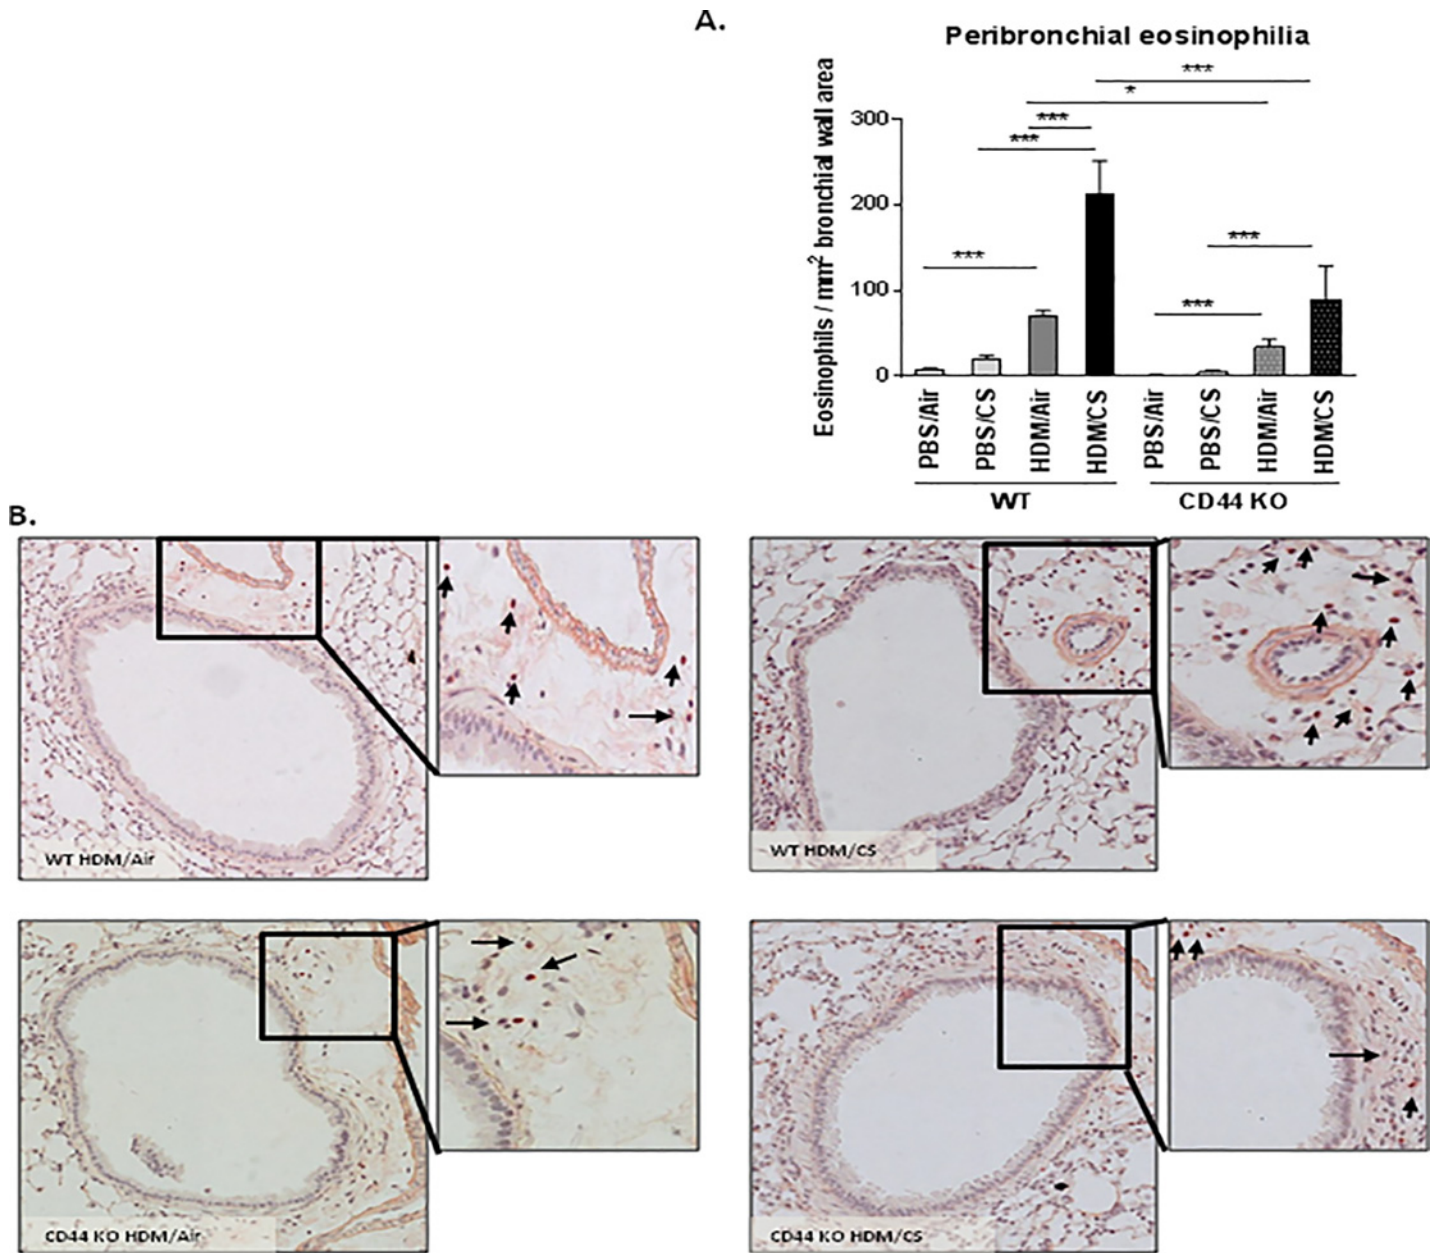 A.
Peribronchial eosinophilia
Eosinophils / mm² bronchial wall area
300
200
100
0
***
*
***
***
***
***
***
PBS/Air
PBS/CS
HDM/Air
HDM/CS
PBS/Air
PBS/CS
HDM/Air
HDM/CS
WT
CD44 KO
B.
WT HDM/Air
WT HDM/CS
CD44 KO HDM/Air
CD44 KO HDM/CS